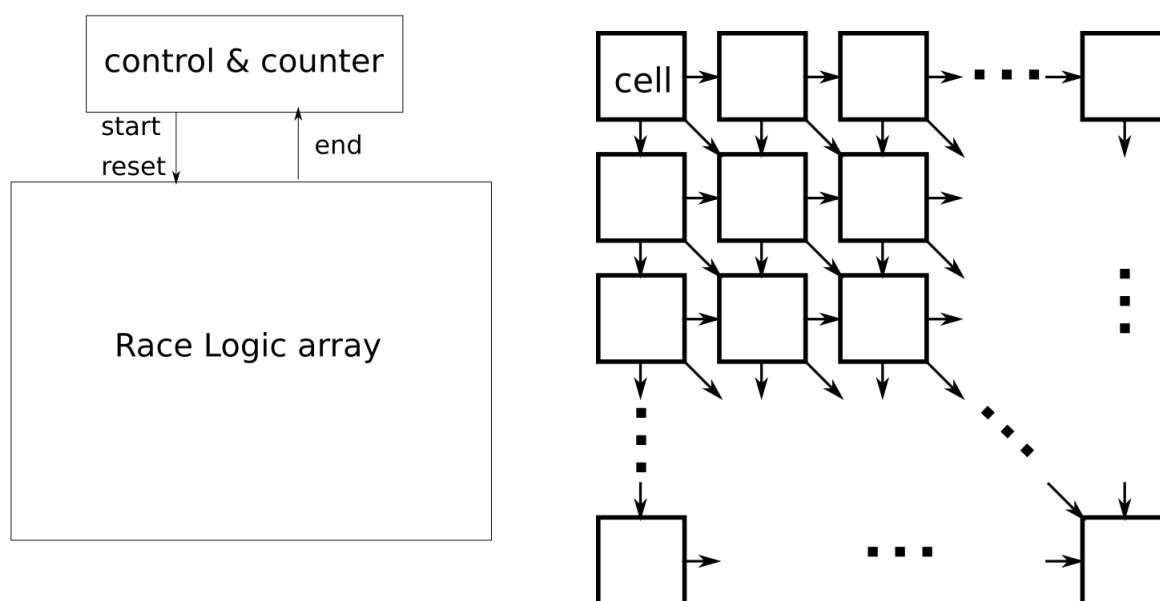 control & counter
start
reset
end
Race Logic array
cell